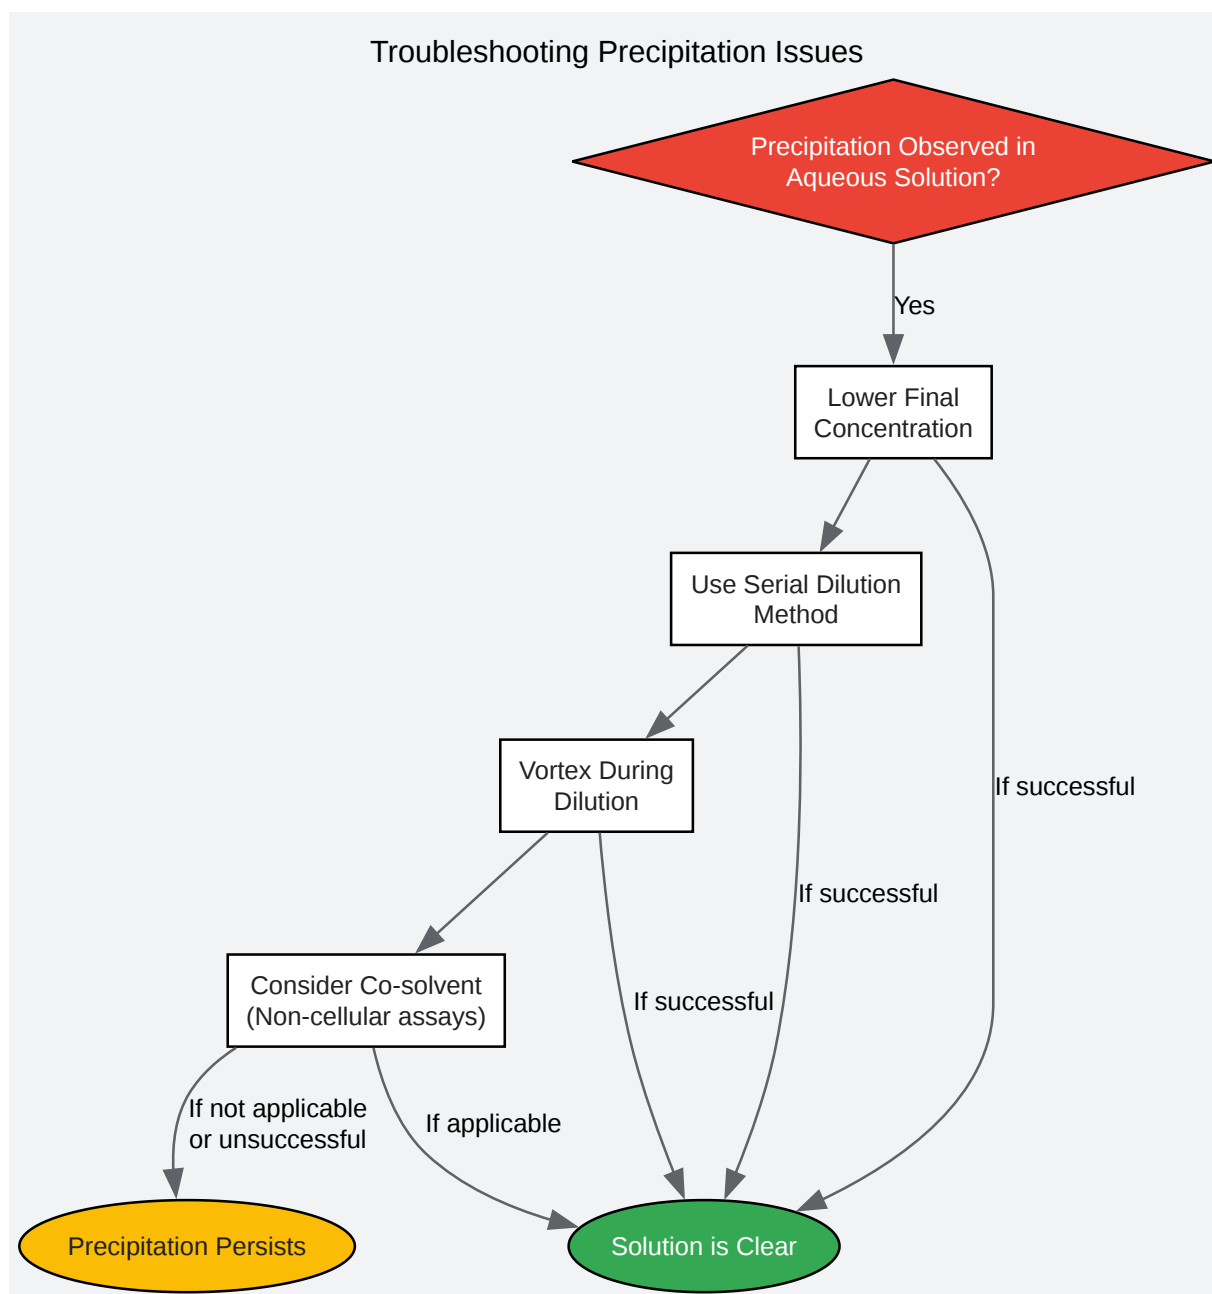 Troubleshooting Precipitation Issues
Precipitation Observed in
Aqueous Solution?
Yes
Lower Final
Concentration
Use Serial Dilution
Method
Vortex During
Dilution
If successful
If successful
Consider Co-solvent
(Non-cellular assays)
If successful
If not applicable
or unsuccessful
If applicable
Precipitation Persists
Solution is Clear